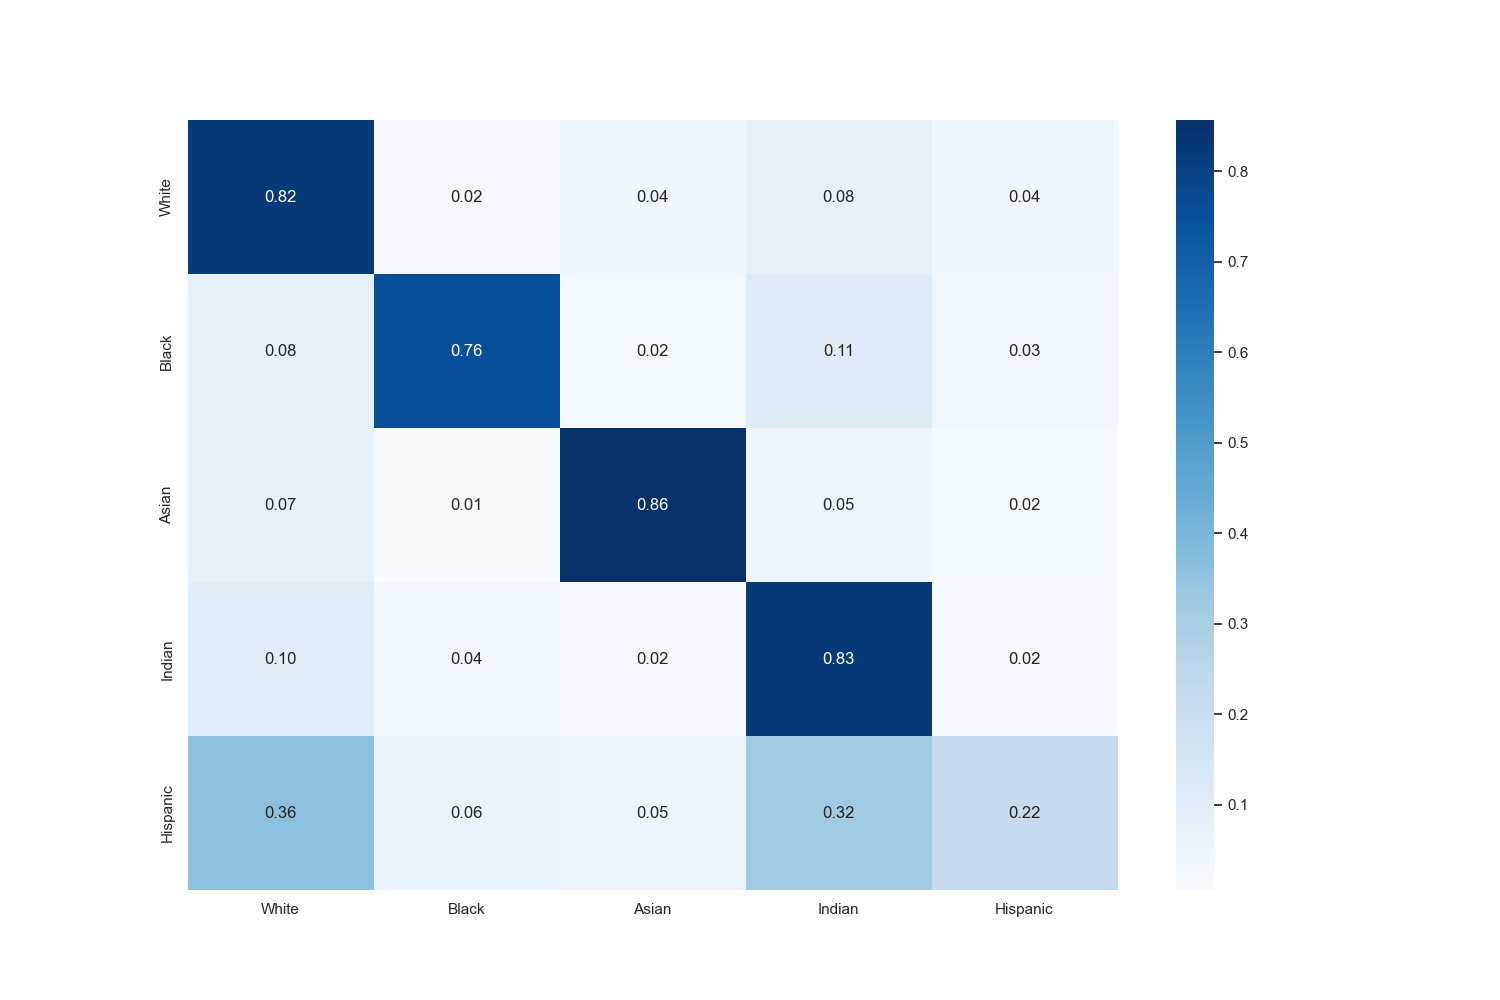 White 0.82 0.02 0.04 0.08 0.04
Black 0.08 0.76 0.02 0.11 0.03
Asian 0.07 0.01 0.86 0.05 0.02
Indian 0.10 0.04 0.02 0.83 0.02
Hispanic 0.36 0.06 0.05 0.32 0.22
White Black Asian Indian Hispanic
0.8
0.7
0.6
0.5
0.4
0.3
0.2
0.1